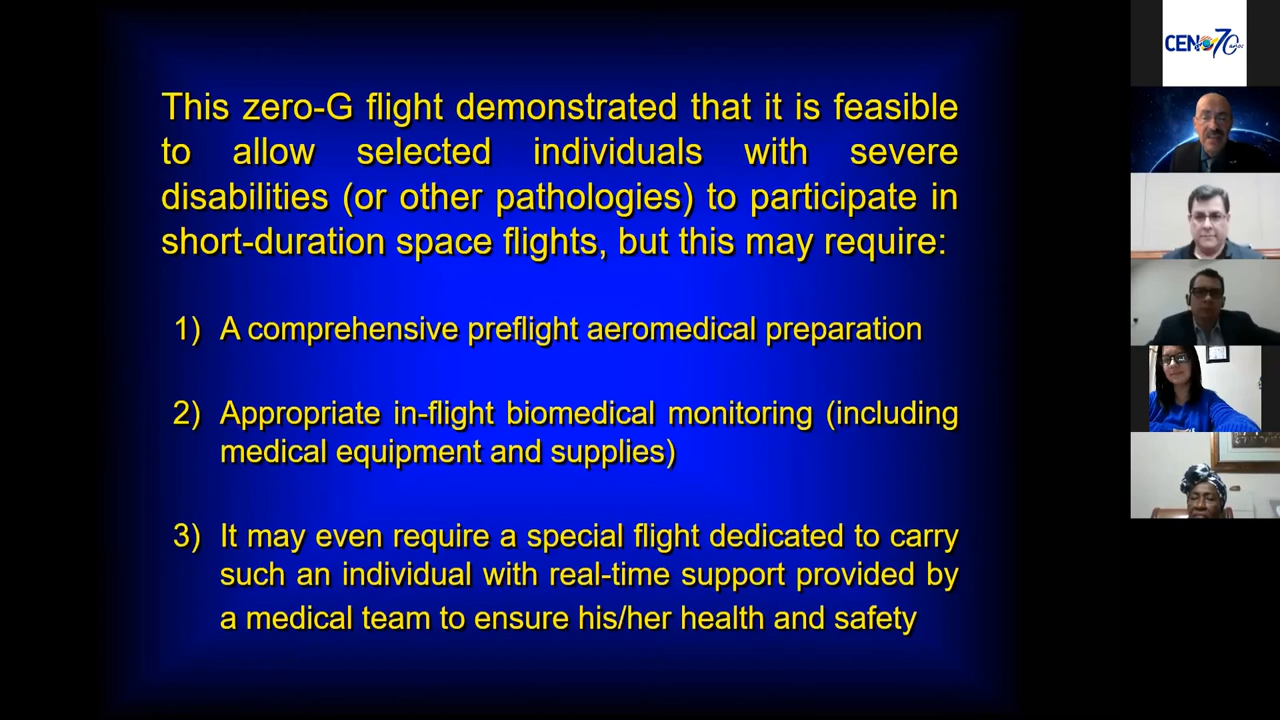 This zero-G flight demonstrated that it is feasible
to allow selected individuals with severe
disabilities (or other pathologies) to participate in
short-duration space flights, but this may require:
1) A comprehensive preflight aeromedical preparation
2) Appropriate in-flight biomedical monitoring (including
medical equipment and supplies)
3) It may even require a special flight dedicated to carry
such an individual with real-time support provided by
a medical team to ensure his/her health and safety
CEN 70 anos